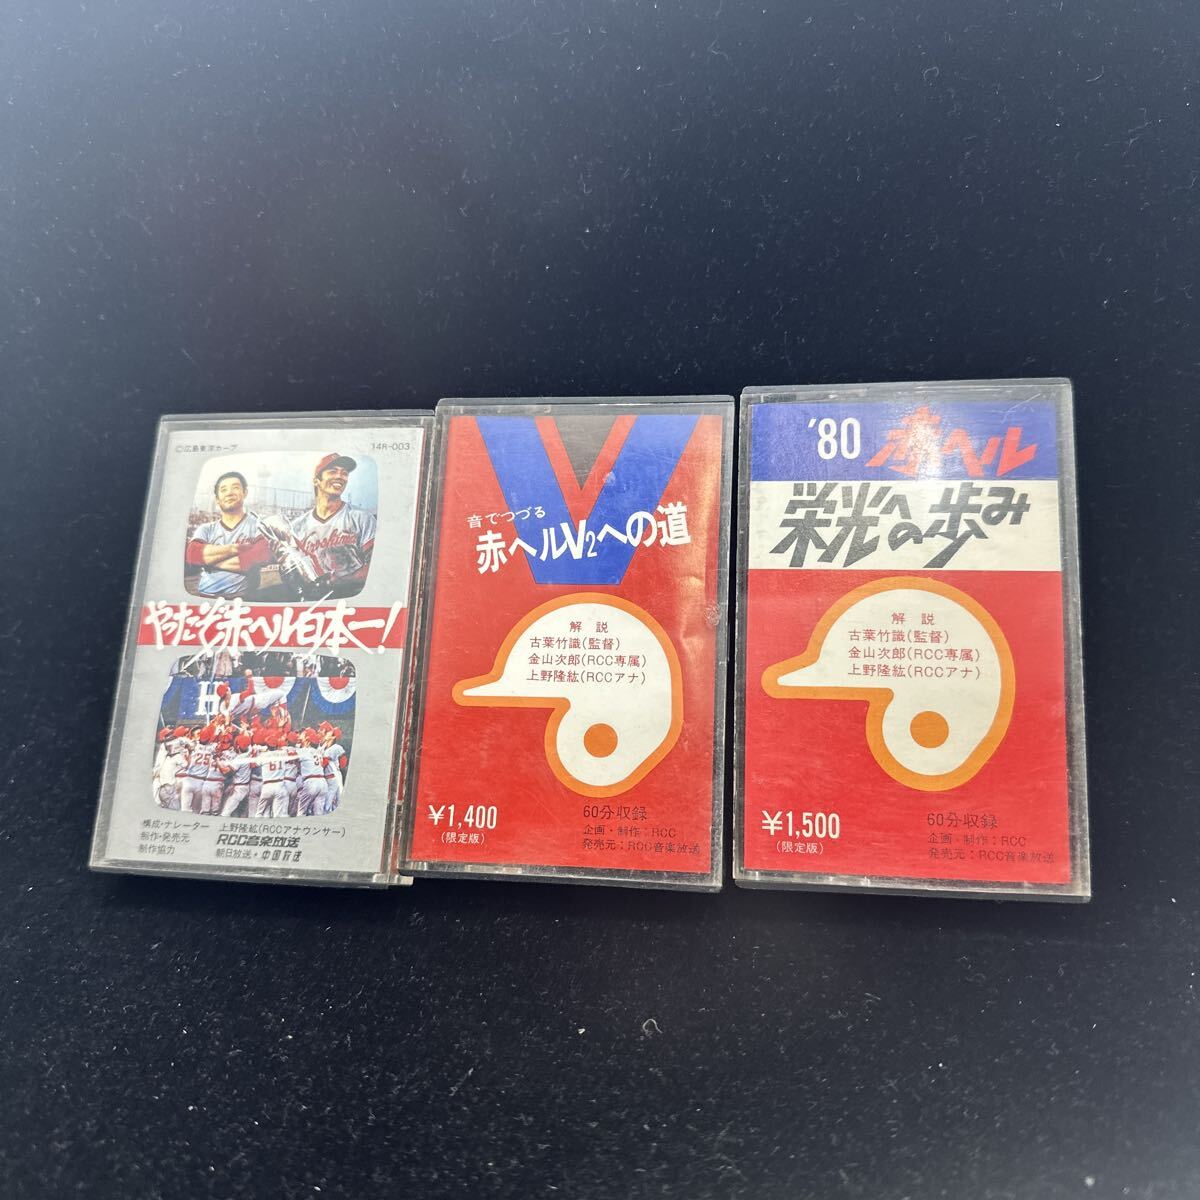 ©広島東洋カープ
14R-003
やったぞ赤ヘル日本一!
構成・ナレーター 上野隆紘(RCCアナウンサー)
制作・発売元 RCC音楽放送
制作協力 朝日放送・中国放送
音でつづる
赤ヘルV2への道
解説
古葉竹識(監督)
金山次郎(RCC専属)
上野隆紘(RCCアナ)
¥1,400
(限定版)
60分収録
企画・制作:RCC
発売元:RCC音楽放送
'80 赤ヘル
栄光への歩み
解説
古葉竹識(監督)
金山次郎(RCC専属)
上野隆紘(RCCアナ)
¥1,500
(限定版)
60分収録
企画・制作:RCC
発売元:RCC音楽放送